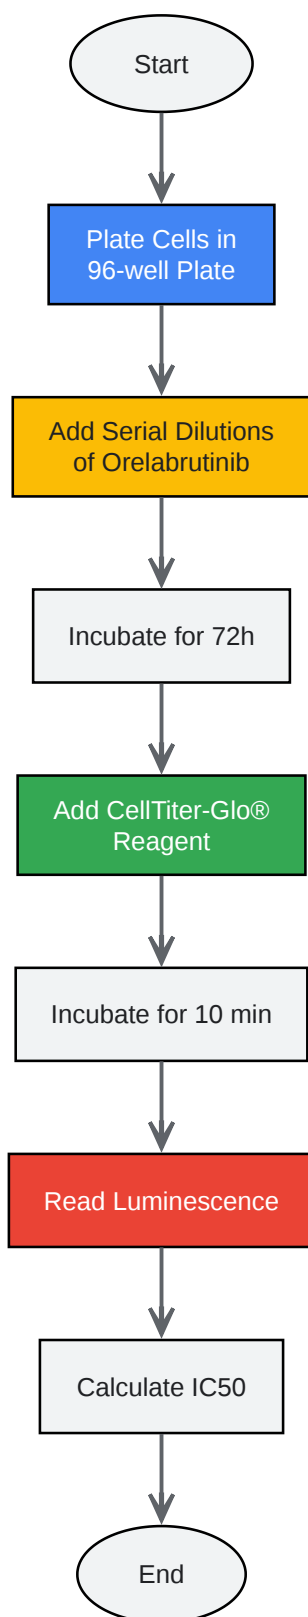 Start
Plate Cells in
96-well Plate
Add Serial Dilutions
of Orelabrutinib
Incubate for 72h
Add CellTiter-Glo®
Reagent
Incubate for 10 min
Read Luminescence
Calculate IC50
End